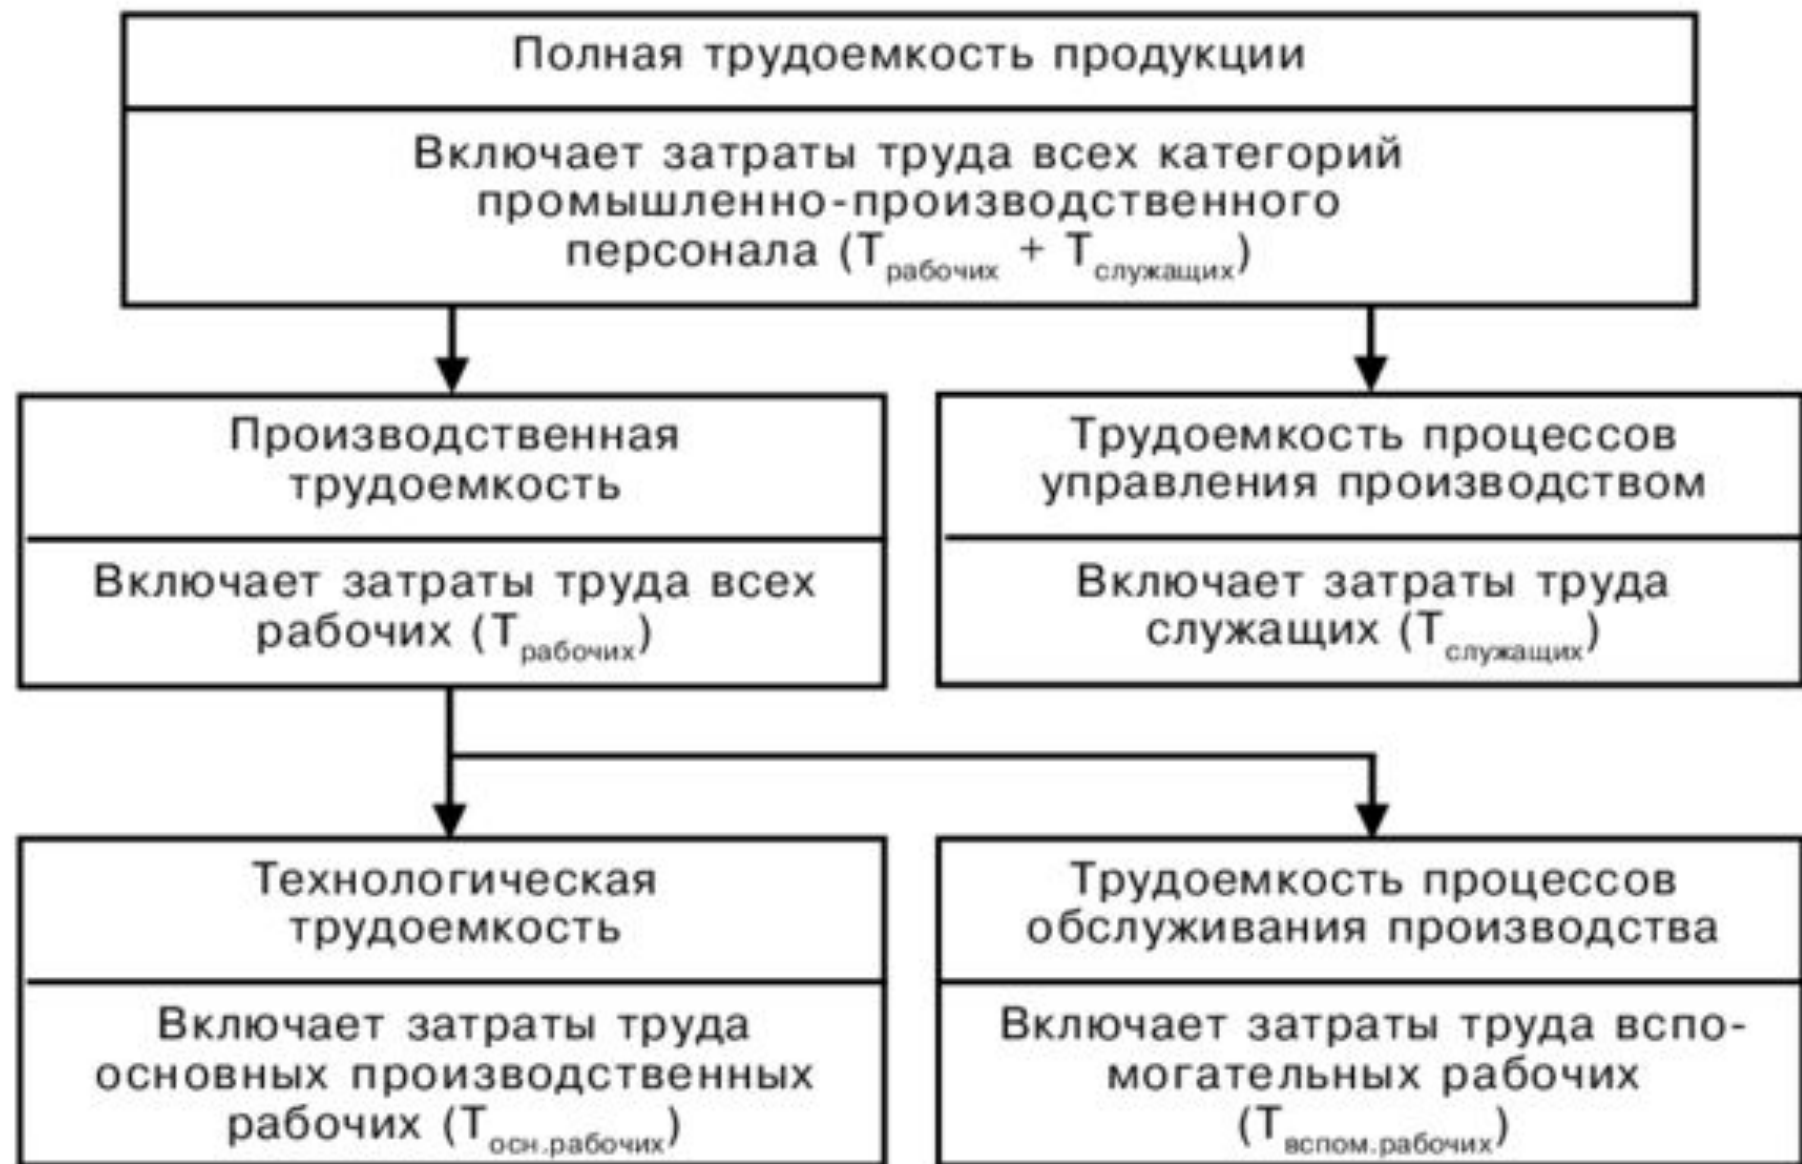 Полная трудоемкость продукции
Включает затраты труда всех категорий
промышленно-производственного
персонала (Tрабочих + Tслужащих)
Производственная
трудоемкость
Включает затраты труда всех
рабочих (Tрабочих)
Трудоемкость процессов
управления производством
Включает затраты труда
служащих (Tслужащих)
Технологическая
трудоемкость
Включает затраты труда
основных производственных
рабочих (Tосн.рабочих)
Трудоемкость процессов
обслуживания производства
Включает затраты труда вспо-
могательных рабочих
(Tвспом.рабочих)